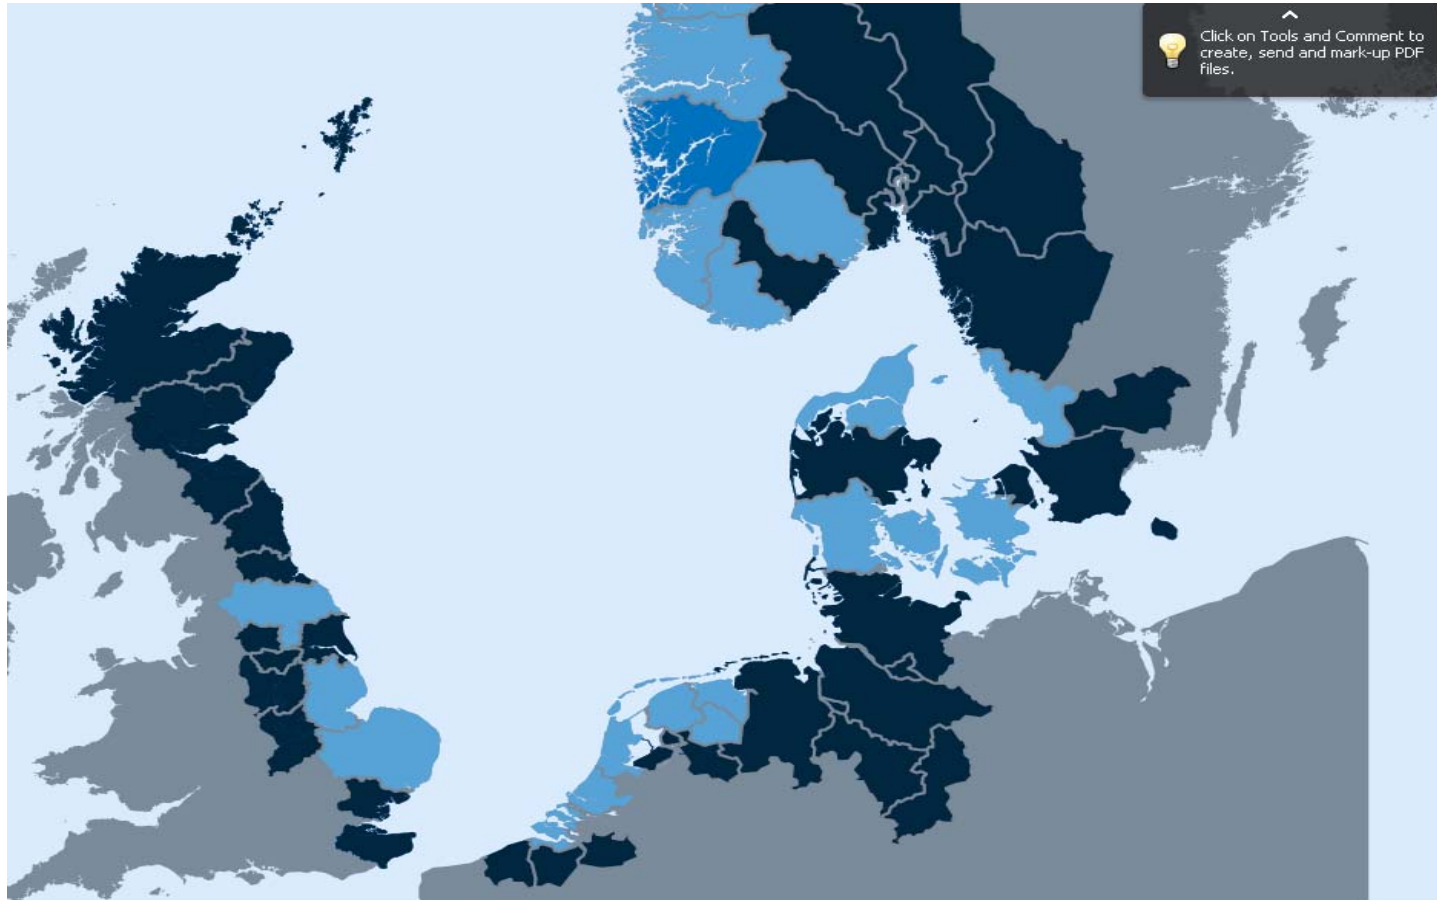 Click on Tools and Comment to
create, send and mark-up PDF
files.